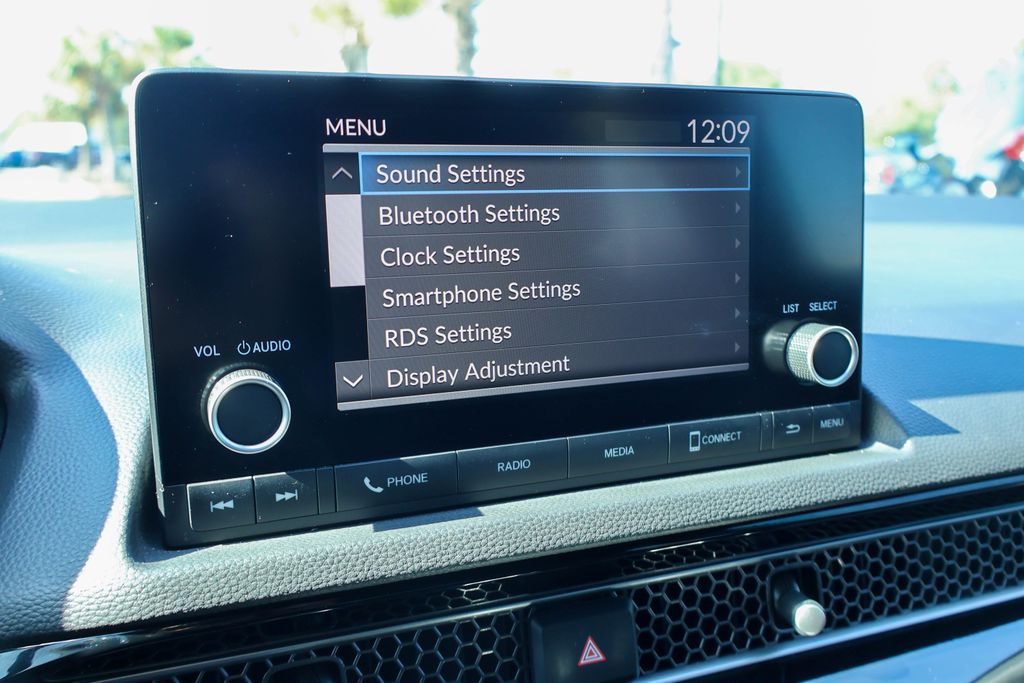 MENU 12:09
Sound Settings
Bluetooth Settings
Clock Settings
Smartphone Settings
RDS Settings
Display Adjustment
VOL AUDIO
LIST SELECT
PHONE RADIO MEDIA CONNECT MENU